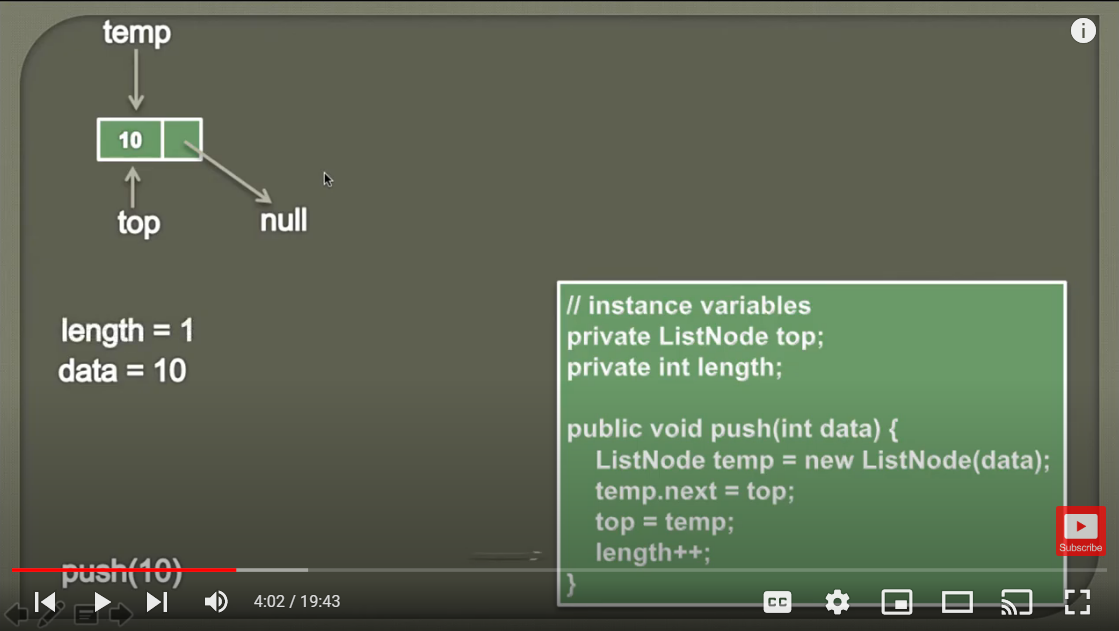 temp
10
top
null
length = 1
data = 10
// instance variables
private ListNode top;
private int length;
public void push(int data) {
ListNode temp = new ListNode(data);
temp.next = top;
top = temp;
length++;
}
push(10)
Subscribe
4:02 / 19:43
CC
i